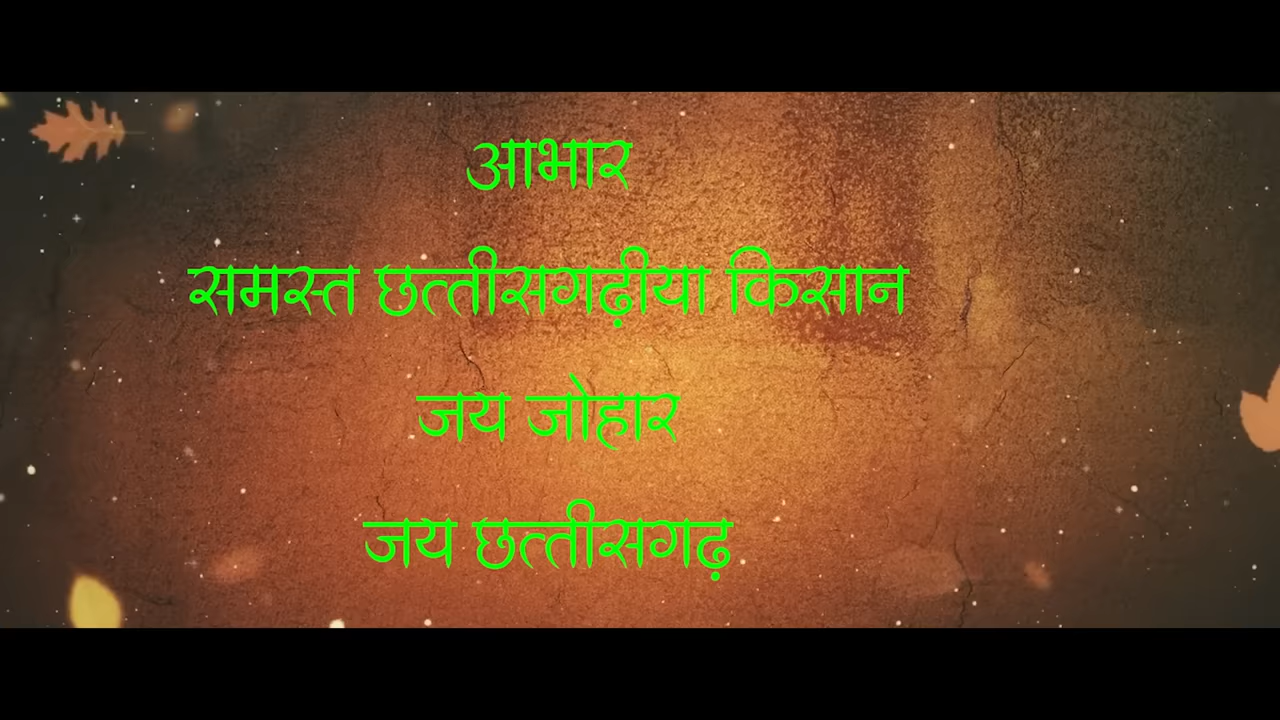 आभार
समस्त छत्तीसगढ़ीया किसान
जय जोहार
जय छत्तीसगढ़